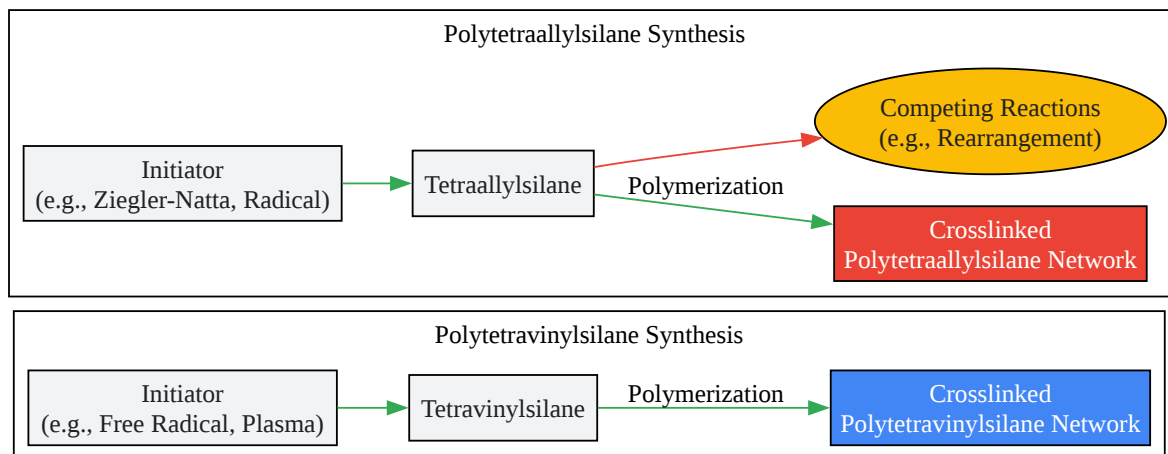 Polytetraallylsilane Synthesis
Initiator
(e.g., Ziegler-Natta, Radical)
Tetraallylsilane
Polymerization
Competing Reactions
(e.g., Rearrangement)
Crosslinked
Polytetraallylsilane Network
Polytetravinylsilane Synthesis
Initiator
(e.g., Free Radical, Plasma)
Tetravinylsilane
Polymerization
Crosslinked
Polytetravinylsilane Network